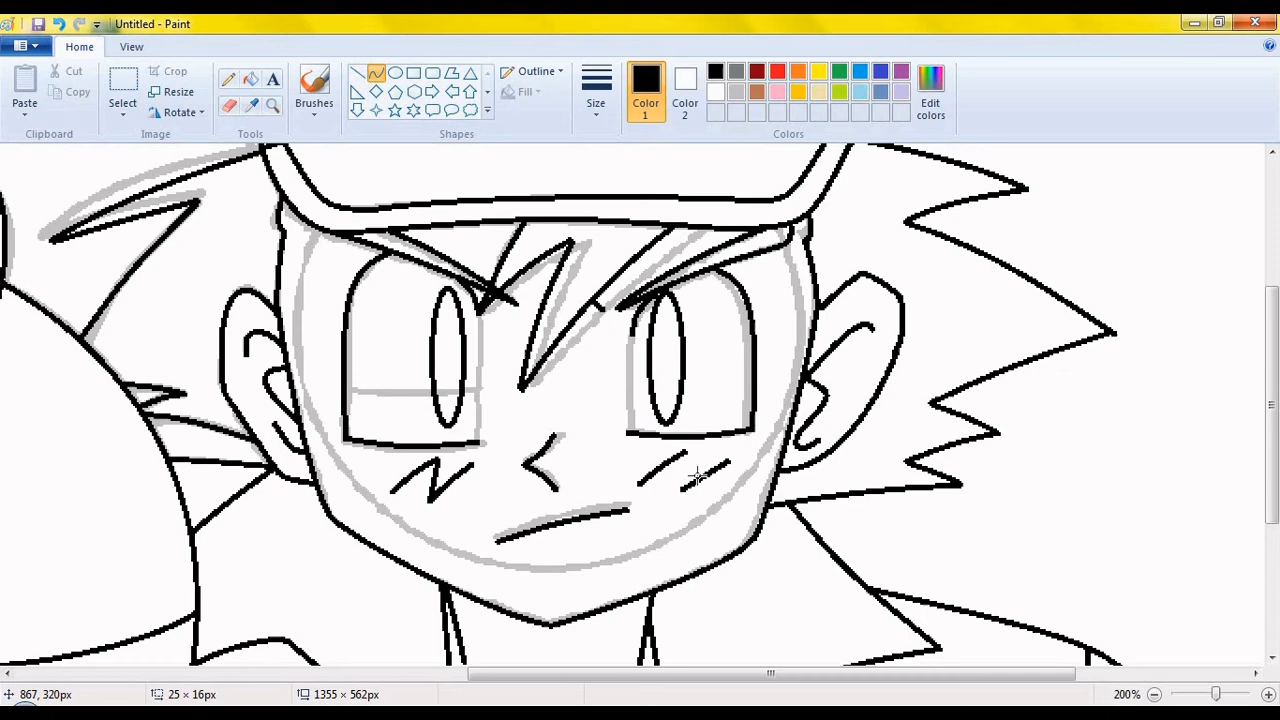 Untitled - Paint
Home View
Paste
Cut
Copy
Clipboard
Select
Crop
Resize
Rotate
Image
A
Tools
Brushes
Outline
Fill
Shapes
Size
Color
1
Color
2
Edit
colors
Colors
867, 320px
25 × 16px
1355 × 562px
200%